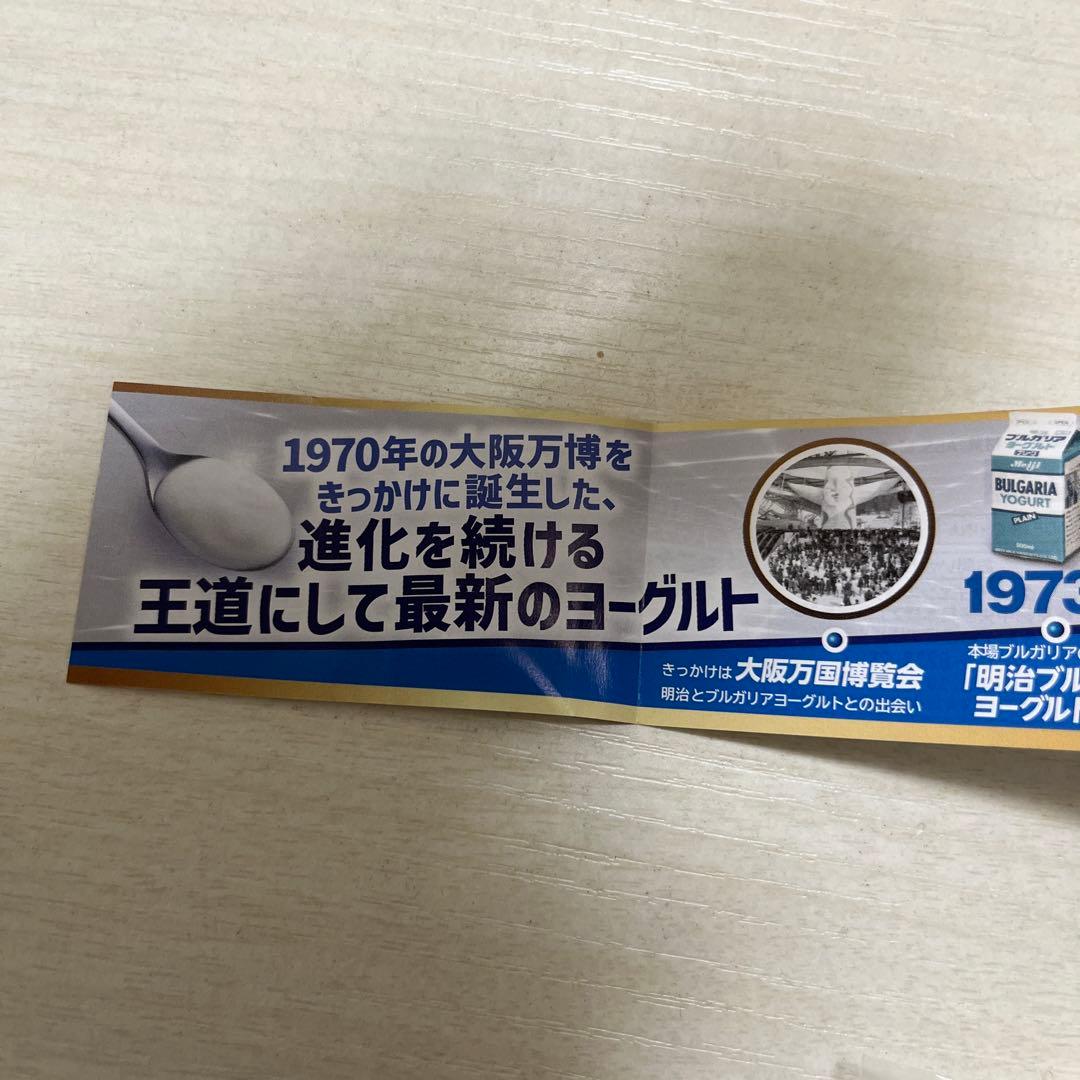 1970年の大阪万博を
きっかけに誕生した、
進化を続ける
王道にして最新のヨーグルト
きっかけは 大阪万国博覧会
明治とブルガリアヨーグルトとの出会い
ブルガリア
ヨーグルト
Meiji
BULGARIA
YOGURT
PLAIN
500ml
1973
本場ブルガリアの
「明治ブル
ヨーグルト